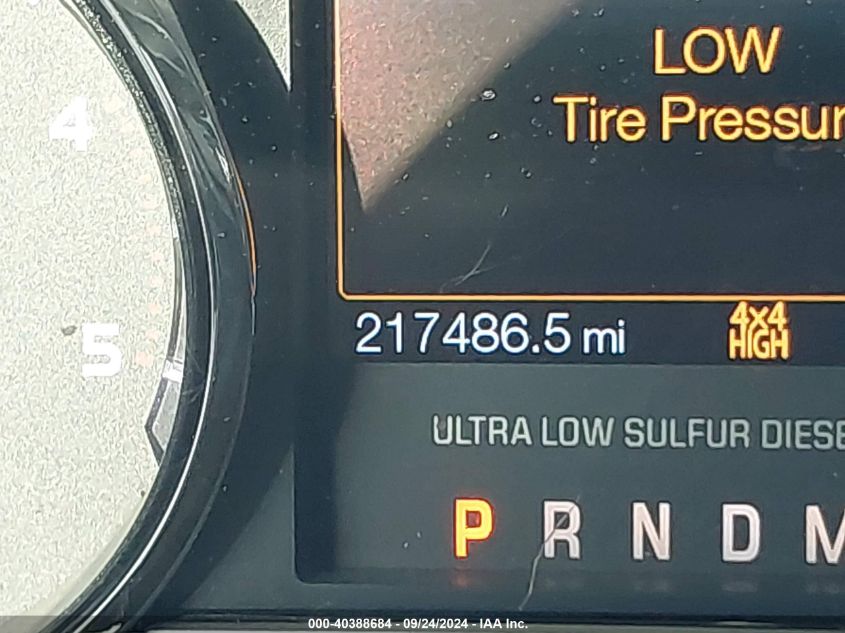 4
5
LOW
Tire Pressur
217486.5 mi
4x4
HIGH
ULTRA LOW SULFUR DIESE
P R N D M
000-40388684 - 09/24/2024 - IAA Inc.